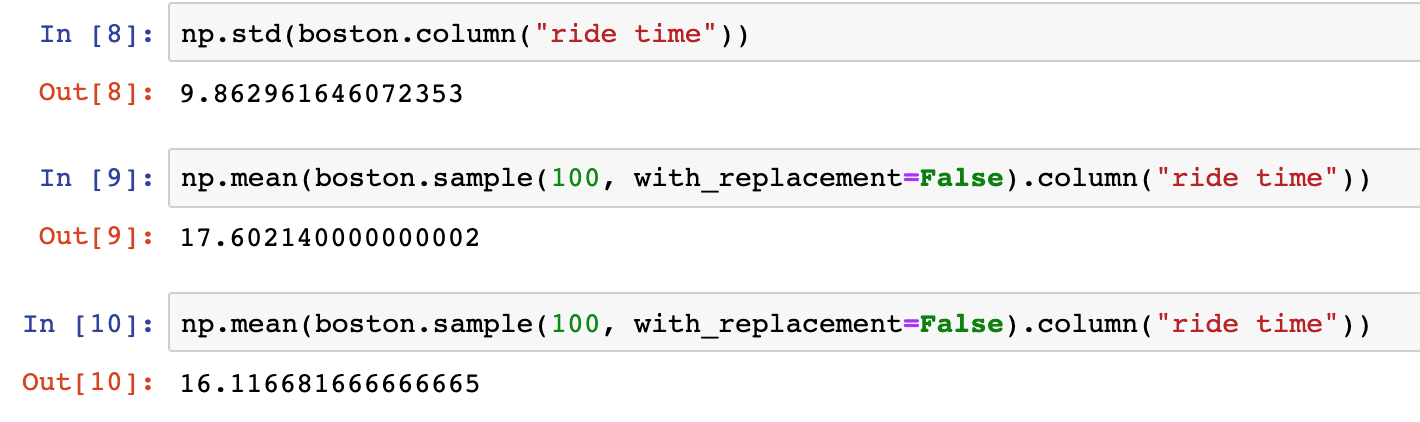 In [8]: np.std(boston.column("ride time"))
Out[8]: 9.862961646072353
In [9]: np.mean(boston.sample(100, with_replacement=False).column("ride time"))
Out[9]: 17.602140000000002
In [10]: np.mean(boston.sample(100, with_replacement=False).column("ride time"))
Out[10]: 16.116681666666665